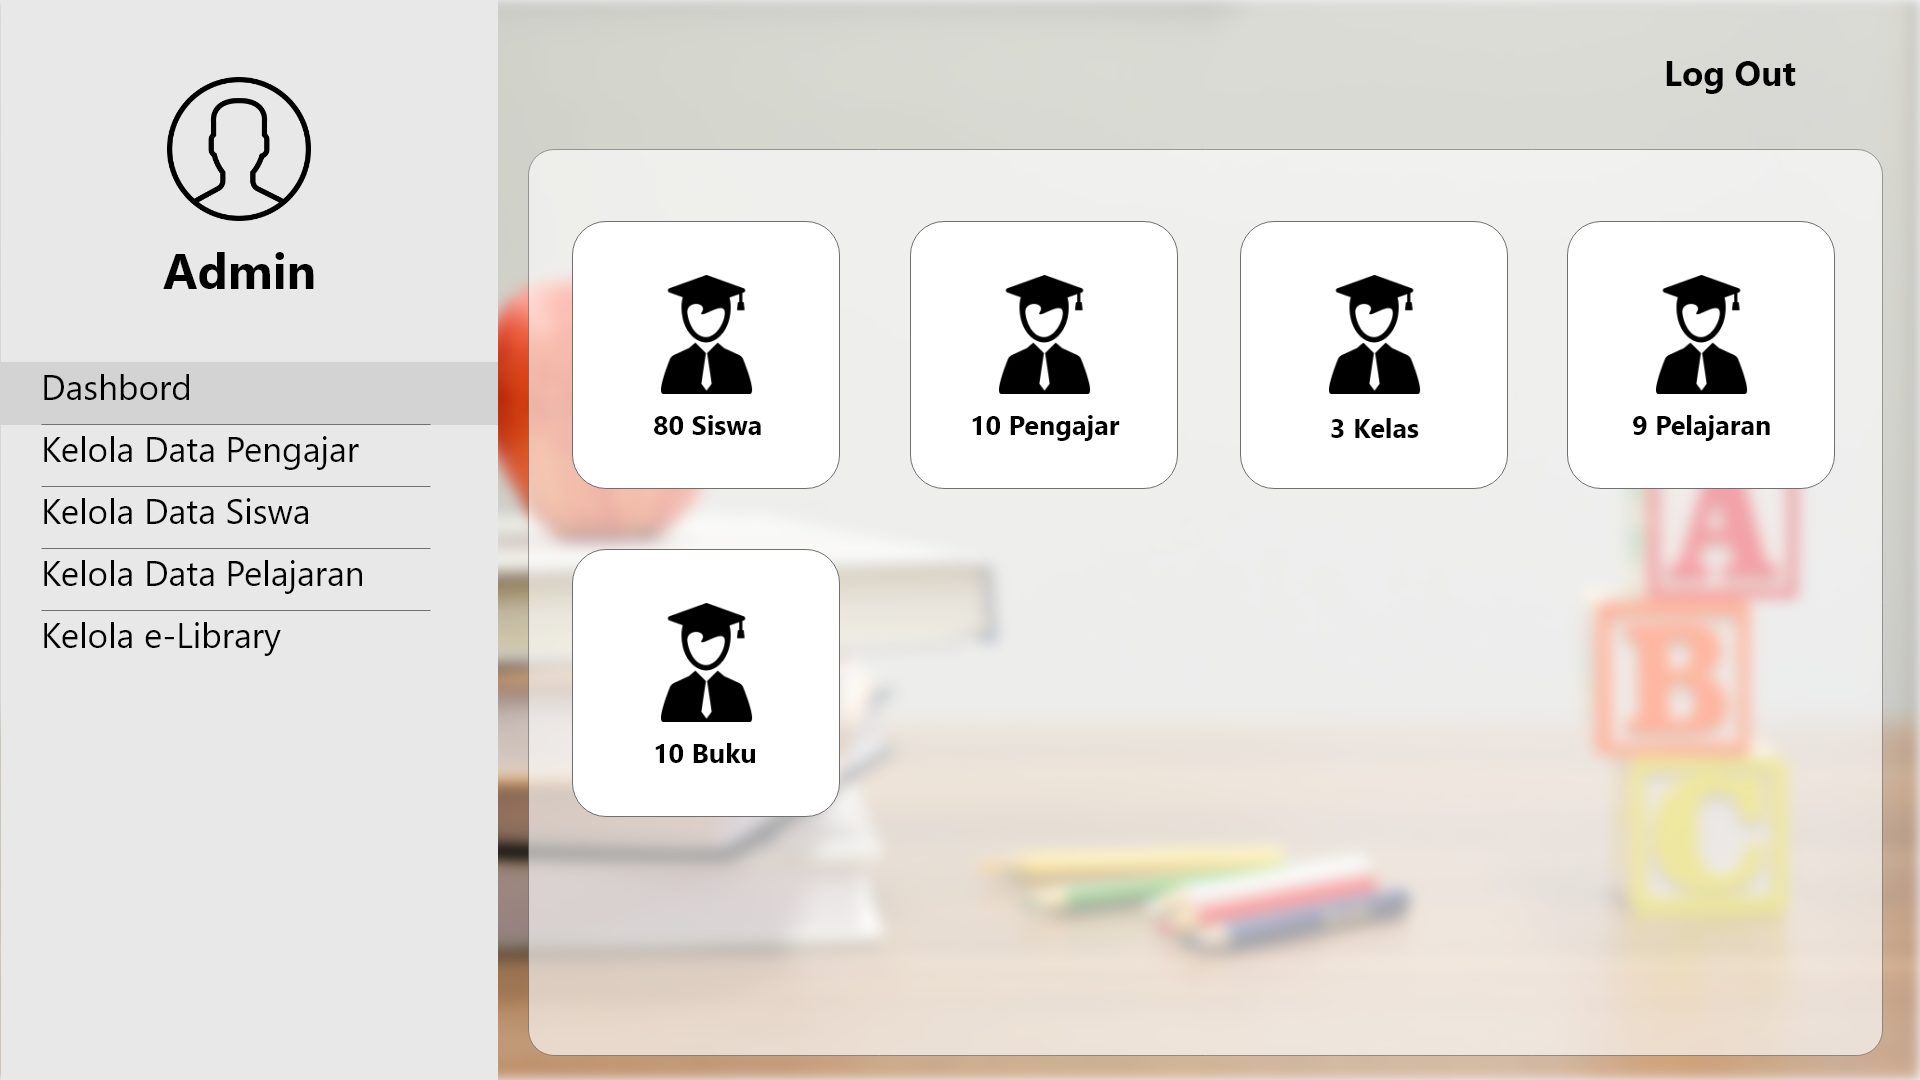 Log Out
Admin
Dashbord
Kelola Data Pengajar
Kelola Data Siswa
Kelola Data Pelajaran
Kelola e-Library
80 Siswa
10 Pengajar
3 Kelas
9 Pelajaran
10 Buku
A
B
C